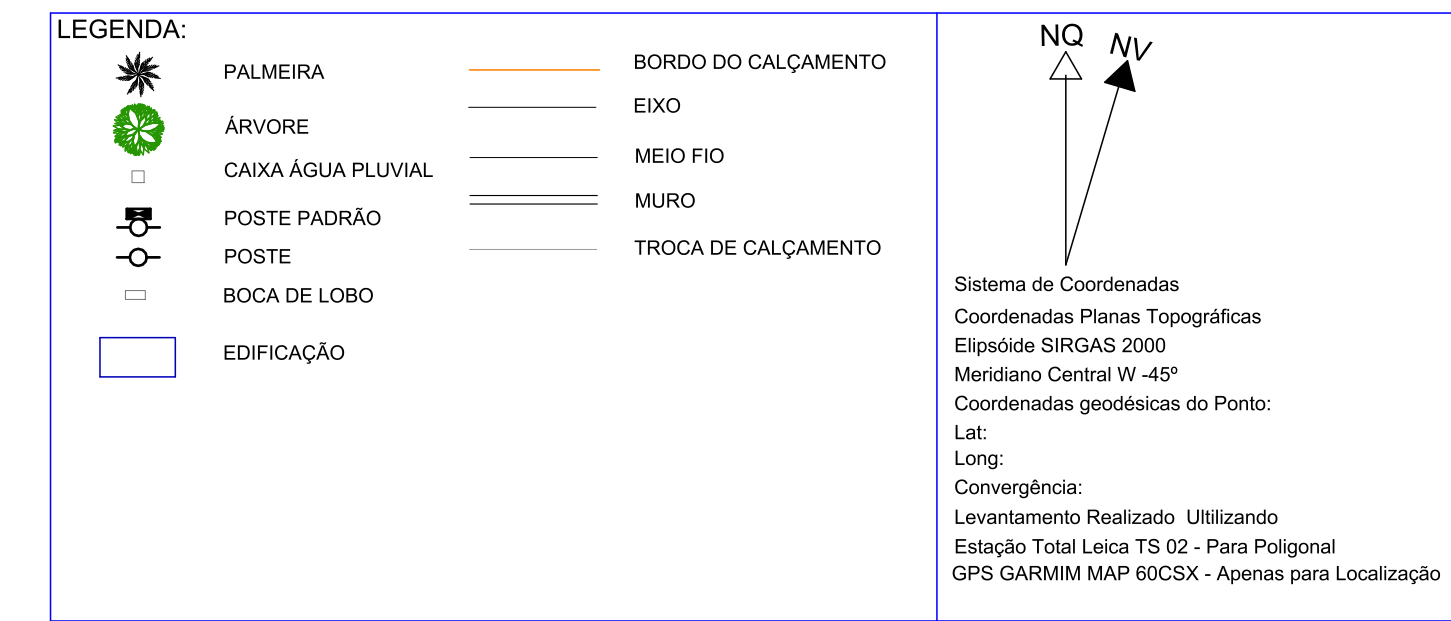 LEGENDA:
PALMEIRA
ÁRVORE
CAIXA ÁGUA PLUVIAL
POSTE PADRÃO
POSTE
BOCA DE LOBO
EDIFICAÇÃO
BORDO DO CALÇAMENTO
EIXO
MEIO FIO
MURO
TROCA DE CALÇAMENTO
NQ NV
Sistema de Coordenadas
Coordenadas Planas Topográficas
Elipsóide SIRGAS 2000
Meridiano Central W -45º
Coordenadas geodésicas do Ponto:
Lat:
Long:
Convergência:
Levantamento Realizado Ultilizando
Estação Total Leica TS 02 - Para Poligonal
GPS GARMIM MAP 60CSX - Apenas para Localização